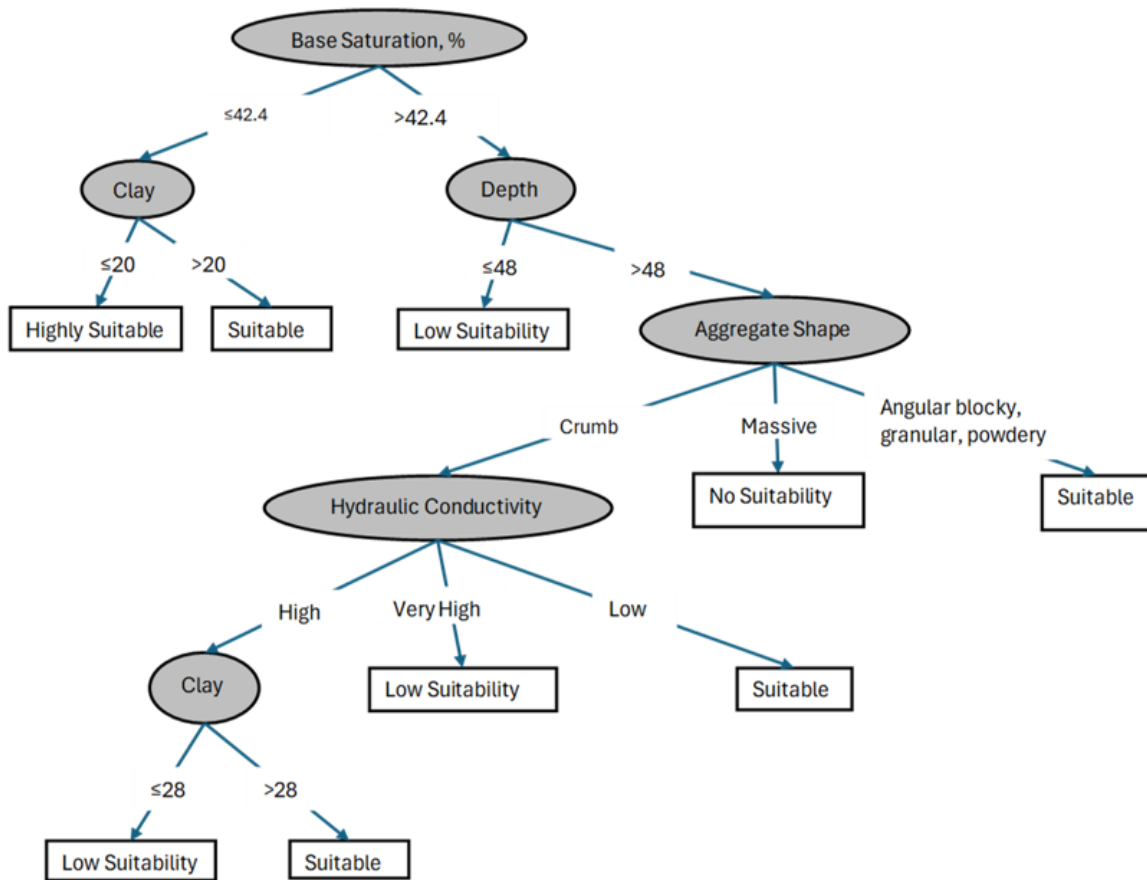 Base Saturation, %
≤42.4
>42.4
Clay
Depth
≤20
>20
≤48
>48
Highly Suitable
Suitable
Low Suitability
Aggregate Shape
Crumb
Massive
Angular blocky,
granular, powdery
Hydraulic Conductivity
No Suitability
Suitable
High
Very High
Low
Clay
Low Suitability
Suitable
≤28
>28
Low Suitability
Suitable